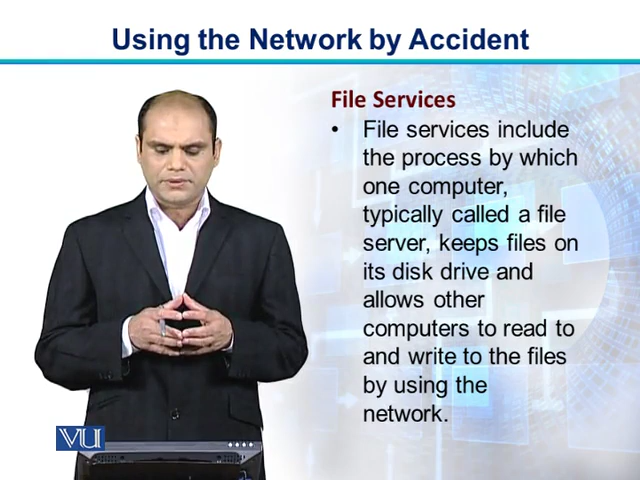 Using the Network by Accident
File Services
• File services include
the process by which
one computer,
typically called a file
server, keeps files on
its disk drive and
allows other
computers to read to
and write to the files
by using the
network.
VU